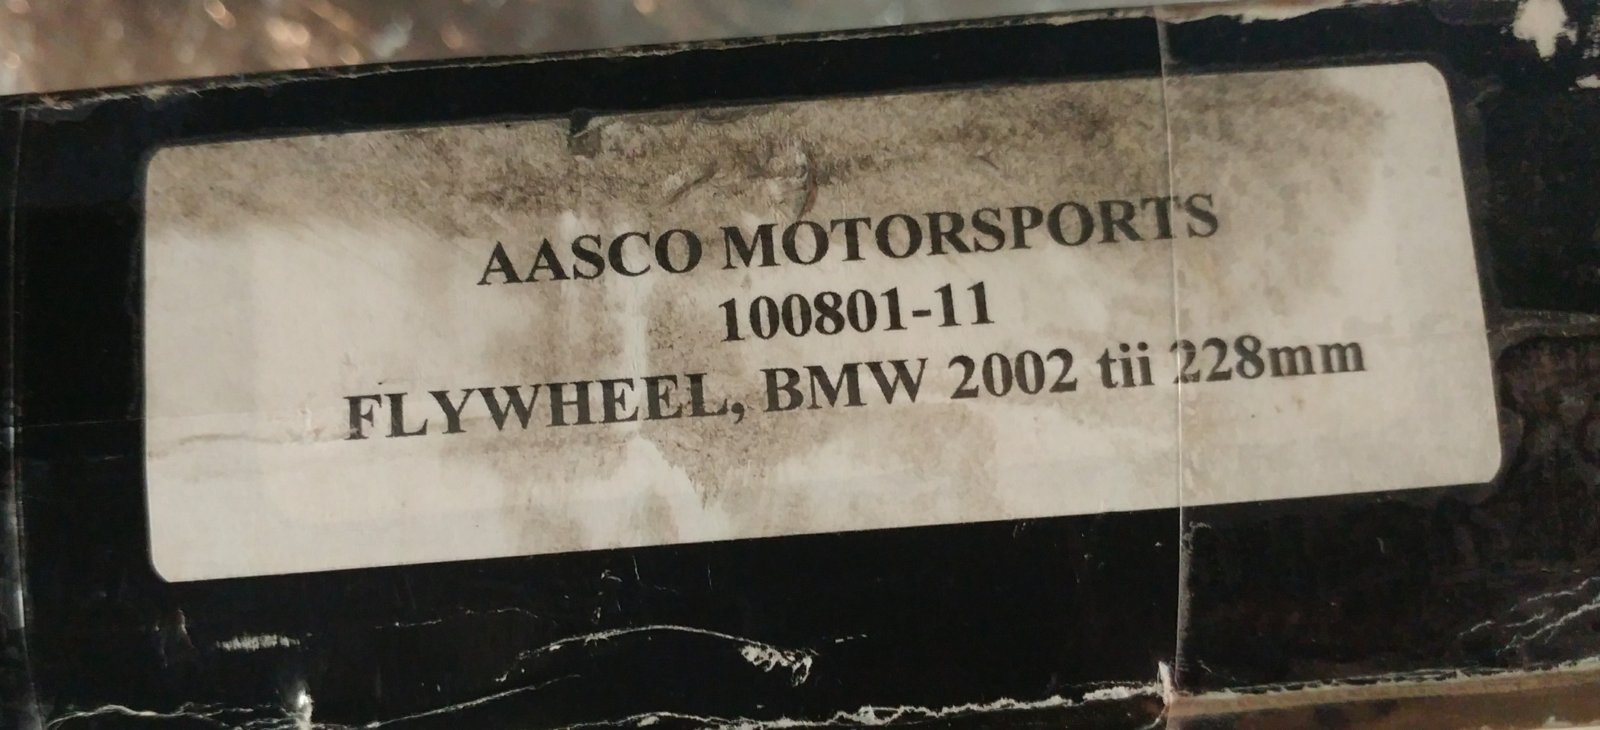 AASCO MOTORSPORTS
100801-11
FLYWHEEL, BMW 2002 tii 228mm